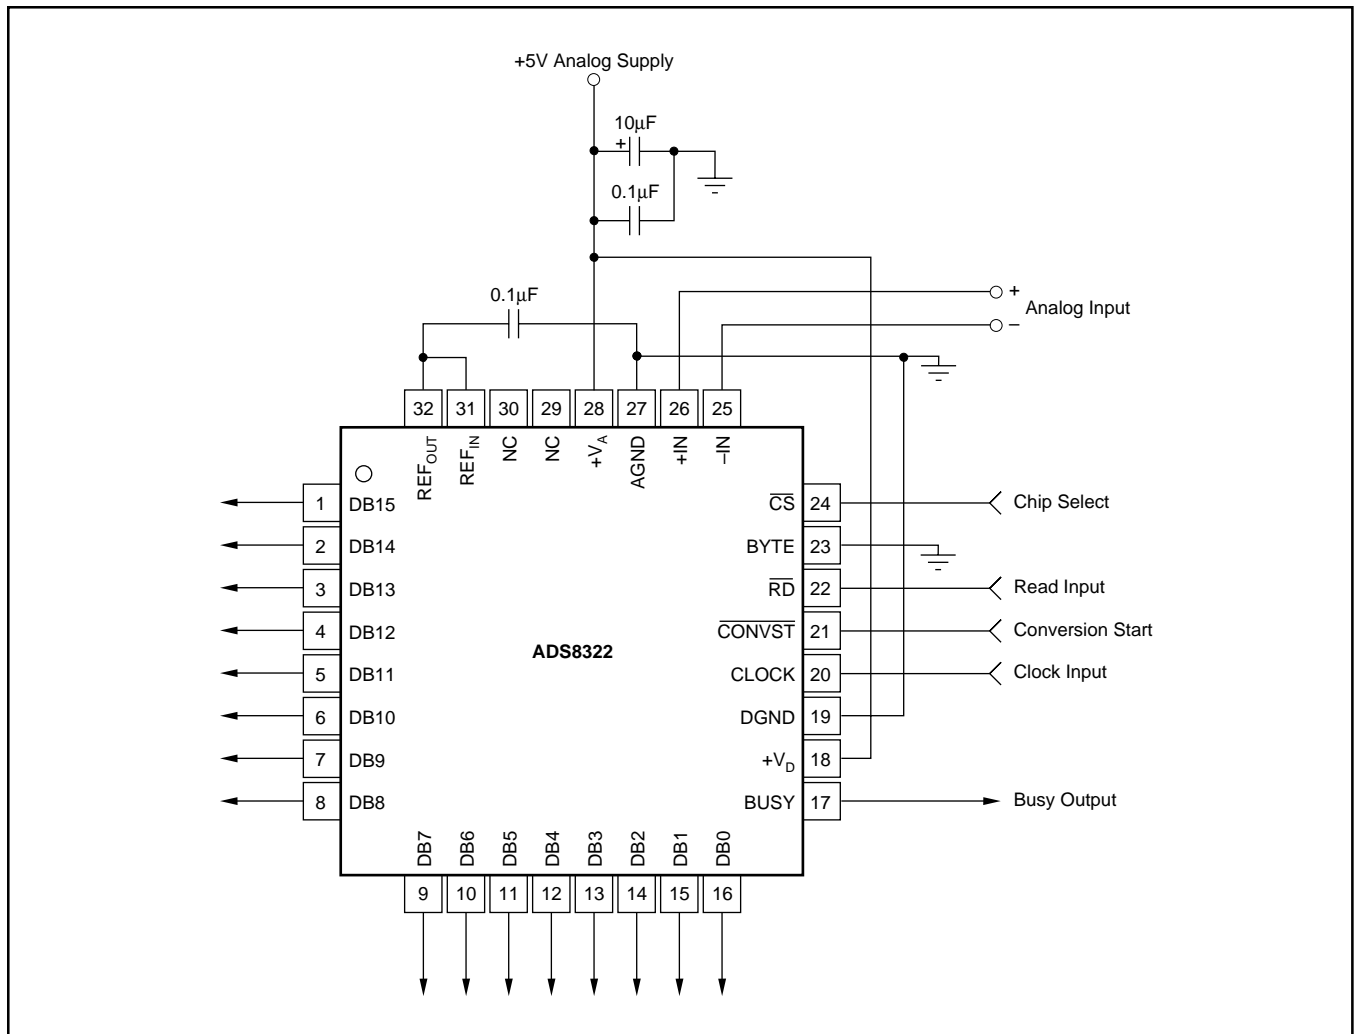 +5V Analog Supply
10µF
+
0.1µF
0.1µF
+
Analog Input
–
32 31 30 29 28 27 26 25
REFOUT REFIN NC NC +VA AGND +IN –IN
1 DB15
2 DB14
3 DB13
4 DB12
5 DB11
6 DB10
7 DB9
8 DB8
ADS8322
CS 24 Chip Select
BYTE 23
RD 22 Read Input
CONVST 21 Conversion Start
CLOCK 20 Clock Input
DGND 19
+VD 18
BUSY 17 Busy Output
DB7 DB6 DB5 DB4 DB3 DB2 DB1 DB0
9 10 11 12 13 14 15 16